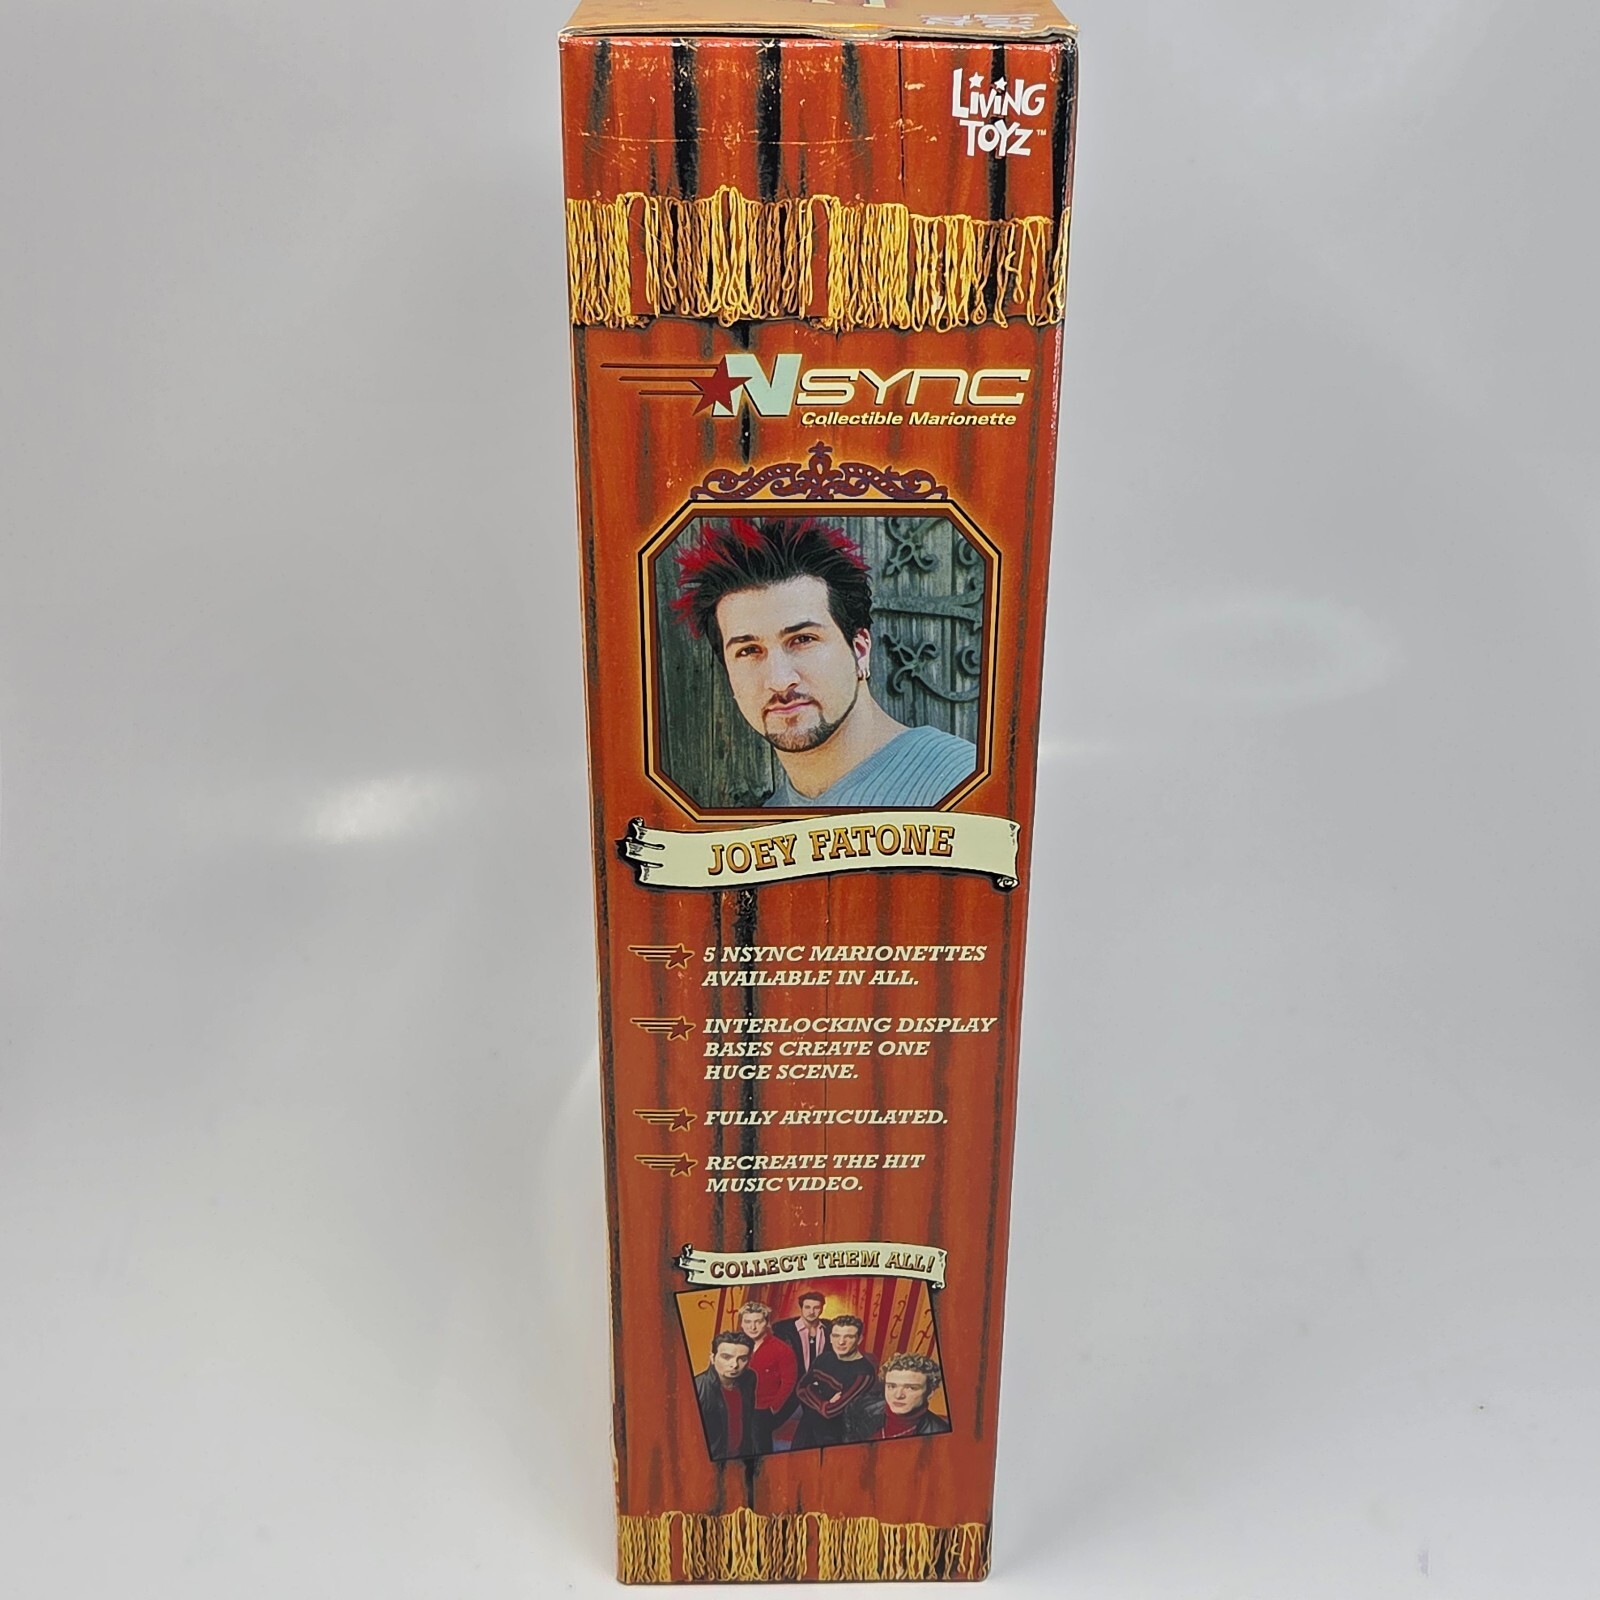 LiViNG
TOYZ™
NSYNC
Collectible Marionette
JOEY FATONE
5 NSYNC MARIONETTES
AVAILABLE IN ALL.
INTERLOCKING DISPLAY
BASES CREATE ONE
HUGE SCENE.
FULLY ARTICULATED.
RECREATE THE HIT
MUSIC VIDEO.
COLLECT THEM ALL!